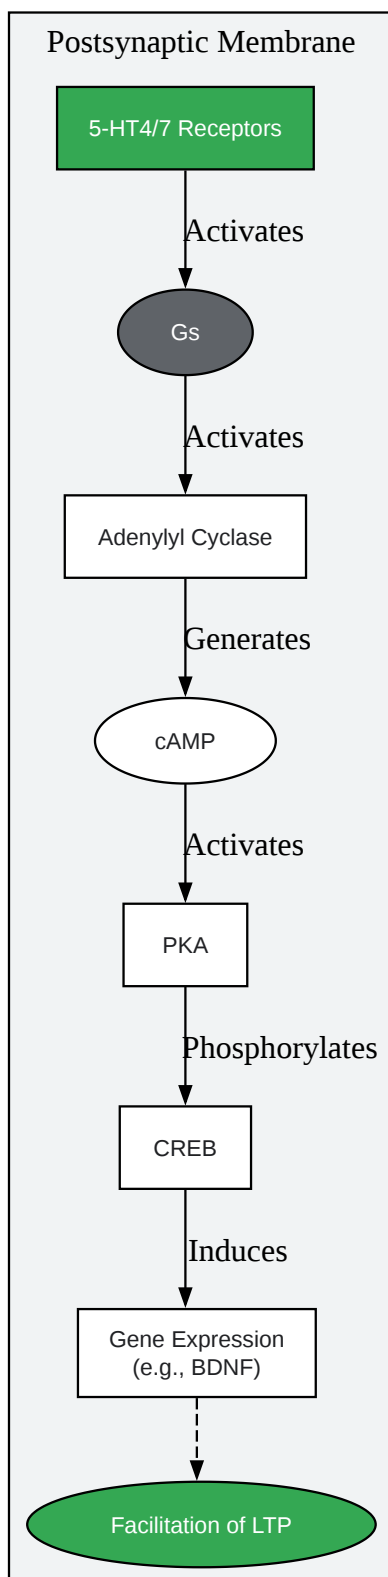 Postsynaptic Membrane
5-HT4/7 Receptors
Activates
Gs
Activates
Adenylyl Cyclase
Generates
cAMP
Activates
PKA
Phosphorylates
CREB
Induces
Gene Expression
(e.g., BDNF)
Facilitation of LTP